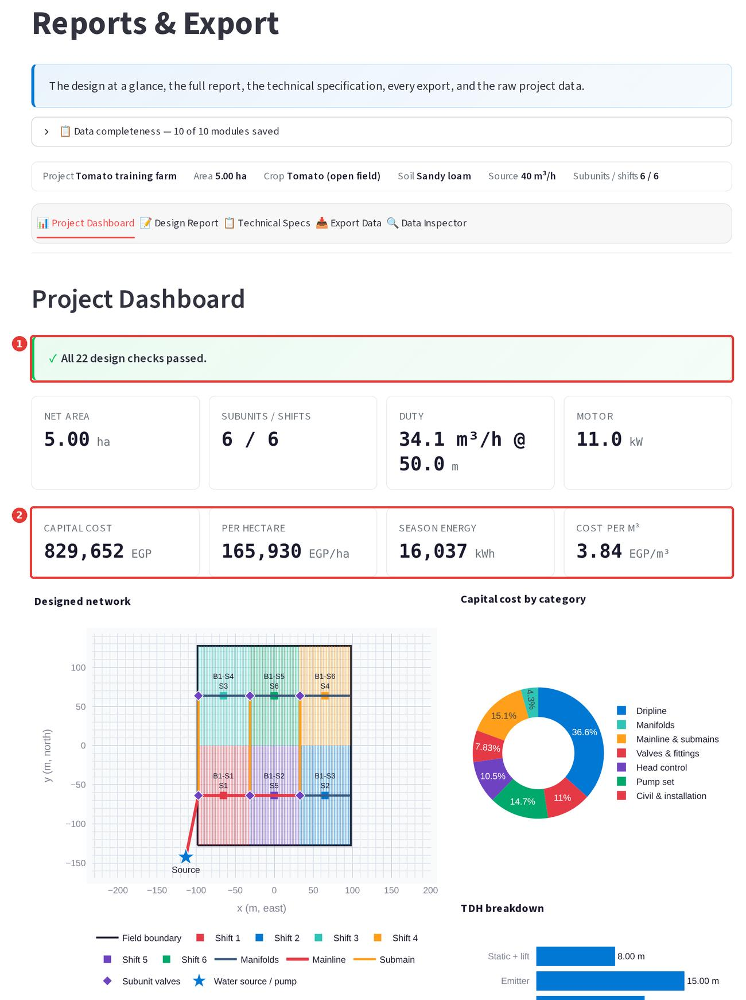 Reports & Export
The design at a glance, the full report, the technical specification, every export, and the raw project data.
📋 Data completeness — 10 of 10 modules saved
Project Tomato training farm Area 5.00 ha Crop Tomato (open field) Soil Sandy loam Source 40 m³/h Subunits / shifts 6 / 6
📊 Project Dashboard 📝 Design Report 📋 Technical Specs 📥 Export Data 🔍 Data Inspector
Project Dashboard
1
✓ All 22 design checks passed.
NET AREA
5.00 ha
SUBUNITS / SHIFTS
6 / 6
DUTY
34.1 m³/h @
50.0 m
MOTOR
11.0 kW
2
CAPITAL COST
829,652 EGP
PER HECTARE
165,930 EGP/ha
SEASON ENERGY
16,037 kWh
COST PER M³
3.84 EGP/m³
Designed network
100
50
0
−50
−100
−150
y (m, north)
B1-S4
S3
B1-S5
S6
B1-S6
S4
B1-S1
S1
B1-S2
S5
B1-S3
S2
Source
−200 −150 −100 −50 0 50 100 150 200
x (m, east)
Field boundary Shift 1 Shift 2 Shift 3 Shift 4
Shift 5 Shift 6 Manifolds Mainline Submain
Subunit valves Water source / pump
Capital cost by category
4.3%
15.1%
36.6%
7.83%
10.5%
14.7%
11%
Dripline
Manifolds
Mainline & submains
Valves & fittings
Head control
Pump set
Civil & installation
TDH breakdown
Static + lift 8.00 m
Emitter 15.00 m